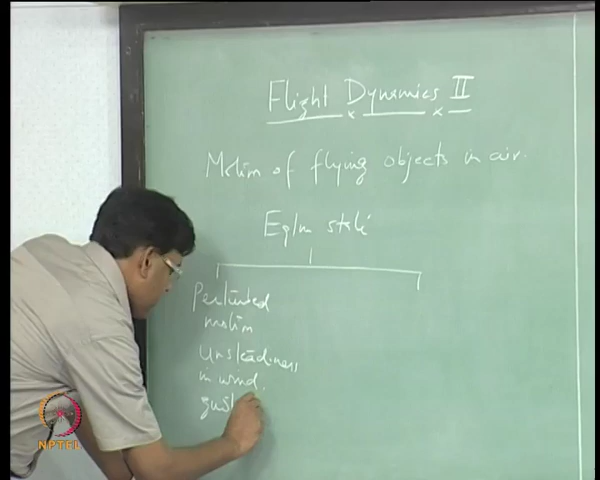 Flight Dynamics II
Motion of flying objects in air.
Eqlm state
Perturbed
motion
Unsteadiness
in wind.
gust
NPTEL